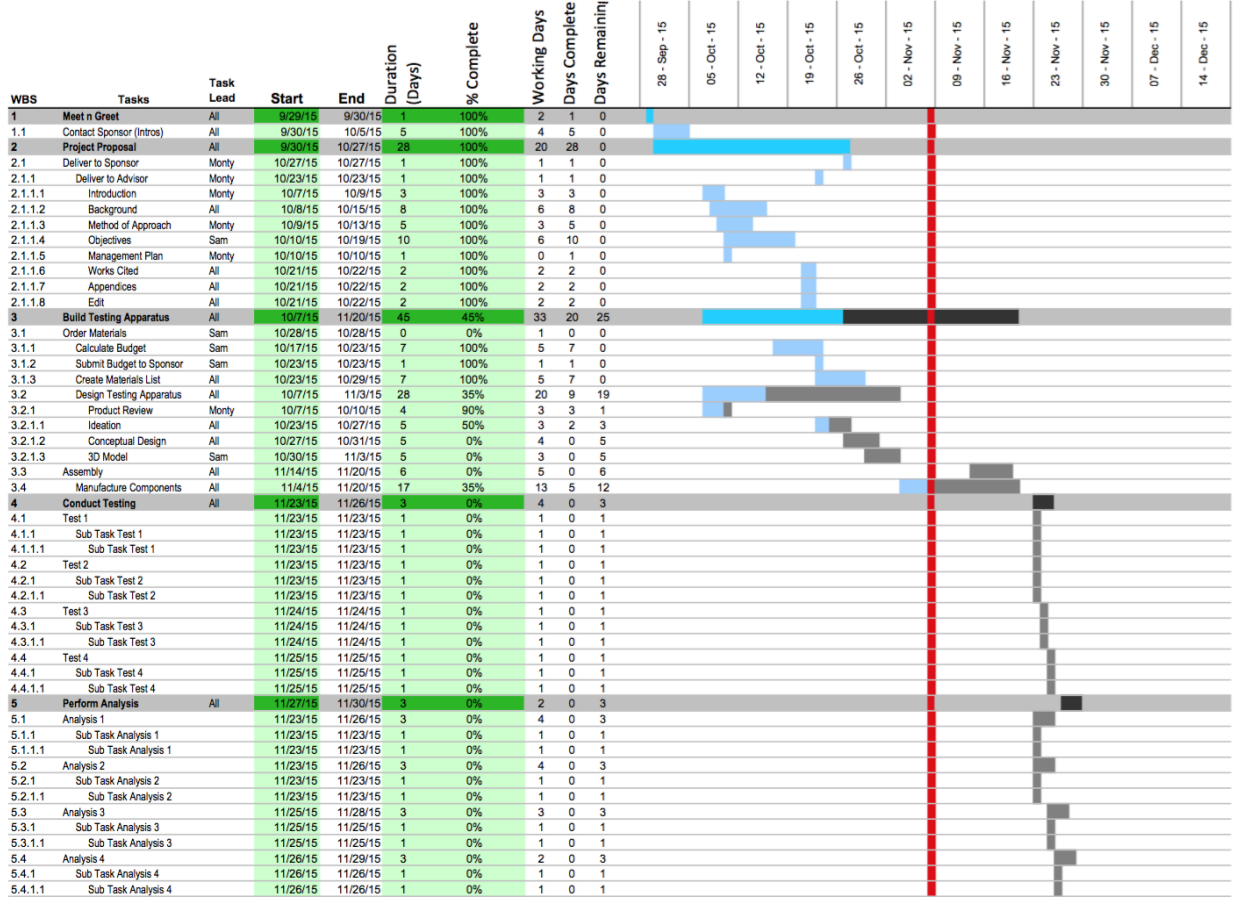 WBS Tasks Task Lead Start End Duration (Days) % Complete Working Days Days Complete Days Remaining 28 - Sep - 15 05 - Oct - 15 12 - Oct - 15 19 - Oct - 15 26 - Oct - 15 02 - Nov - 15 09 - Nov - 15 16 - Nov - 15 23 - Nov - 15 30 - Nov - 15 07 - Dec - 15 14 - Dec - 15
1 Meet n Greet All 9/29/15 9/30/15 1 100% 2 1 0
1.1 Contact Sponsor (Intros) All 9/30/15 10/5/15 5 100% 4 5 0
2 Project Proposal All 9/30/15 10/27/15 28 100% 20 28 0
2.1 Deliver to Sponsor Monty 10/27/15 10/27/15 1 100% 1 1 0
2.1.1 Deliver to Advisor Monty 10/23/15 10/23/15 1 100% 1 1 0
2.1.1.1 Introduction Monty 10/7/15 10/9/15 3 100% 3 3 0
2.1.1.2 Background All 10/8/15 10/15/15 8 100% 6 8 0
2.1.1.3 Method of Approach Monty 10/9/15 10/13/15 5 100% 3 5 0
2.1.1.4 Objectives Sam 10/10/15 10/19/15 10 100% 6 10 0
2.1.1.5 Management Plan Monty 10/10/15 10/10/15 1 100% 0 1 0
2.1.1.6 Works Cited All 10/21/15 10/22/15 2 100% 2 2 0
2.1.1.7 Appendices All 10/21/15 10/22/15 2 100% 2 2 0
2.1.1.8 Edit All 10/21/15 10/22/15 2 100% 2 2 0
3 Build Testing Apparatus All 10/7/15 11/20/15 45 45% 33 20 25
3.1 Order Materials Sam 10/28/15 10/28/15 0 0% 1 0 0
3.1.1 Calculate Budget Sam 10/17/15 10/23/15 7 100% 5 7 0
3.1.2 Submit Budget to Sponsor Sam 10/23/15 10/23/15 1 100% 1 1 0
3.1.3 Create Materials List All 10/23/15 10/29/15 7 100% 5 7 0
3.2 Design Testing Apparatus All 10/7/15 11/3/15 28 35% 20 9 19
3.2.1 Product Review Monty 10/7/15 10/10/15 4 90% 3 3 1
3.2.1.1 Ideation All 10/23/15 10/27/15 5 50% 3 2 3
3.2.1.2 Conceptual Design All 10/27/15 10/31/15 5 0% 4 0 5
3.2.1.3 3D Model Sam 10/30/15 11/3/15 5 0% 3 0 5
3.3 Assembly All 11/14/15 11/20/15 6 0% 5 0 6
3.4 Manufacture Components All 11/4/15 11/20/15 17 35% 13 5 12
4 Conduct Testing All 11/23/15 11/26/15 3 0% 4 0 3
4.1 Test 1 11/23/15 11/23/15 1 0% 1 0 1
4.1.1 Sub Task Test 1 11/23/15 11/23/15 1 0% 1 0 1
4.1.1.1 Sub Task Test 1 11/23/15 11/23/15 1 0% 1 0 1
4.2 Test 2 11/23/15 11/23/15 1 0% 1 0 1
4.2.1 Sub Task Test 2 11/23/15 11/23/15 1 0% 1 0 1
4.2.1.1 Sub Task Test 2 11/23/15 11/23/15 1 0% 1 0 1
4.3 Test 3 11/24/15 11/24/15 1 0% 1 0 1
4.3.1 Sub Task Test 3 11/24/15 11/24/15 1 0% 1 0 1
4.3.1.1 Sub Task Test 3 11/24/15 11/24/15 1 0% 1 0 1
4.4 Test 4 11/25/15 11/25/15 1 0% 1 0 1
4.4.1 Sub Task Test 4 11/25/15 11/25/15 1 0% 1 0 1
4.4.1.1 Sub Task Test 4 11/25/15 11/25/15 1 0% 1 0 1
5 Perform Analysis All 11/27/15 11/30/15 3 0% 2 0 3
5.1 Analysis 1 11/23/15 11/26/15 3 0% 4 0 3
5.1.1 Sub Task Analysis 1 11/23/15 11/23/15 1 0% 1 0 1
5.1.1.1 Sub Task Analysis 1 11/23/15 11/23/15 1 0% 1 0 1
5.2 Analysis 2 11/23/15 11/26/15 3 0% 4 0 3
5.2.1 Sub Task Analysis 2 11/23/15 11/23/15 1 0% 1 0 1
5.2.1.1 Sub Task Analysis 2 11/23/15 11/23/15 1 0% 1 0 1
5.3 Analysis 3 11/25/15 11/28/15 3 0% 3 0 3
5.3.1 Sub Task Analysis 3 11/25/15 11/25/15 1 0% 1 0 1
5.3.1.1 Sub Task Analysis 3 11/25/15 11/25/15 1 0% 1 0 1
5.4 Analysis 4 11/26/15 11/29/15 3 0% 2 0 3
5.4.1 Sub Task Analysis 4 11/26/15 11/26/15 1 0% 1 0 1
5.4.1.1 Sub Task Analysis 4 11/26/15 11/26/15 1 0% 1 0 1